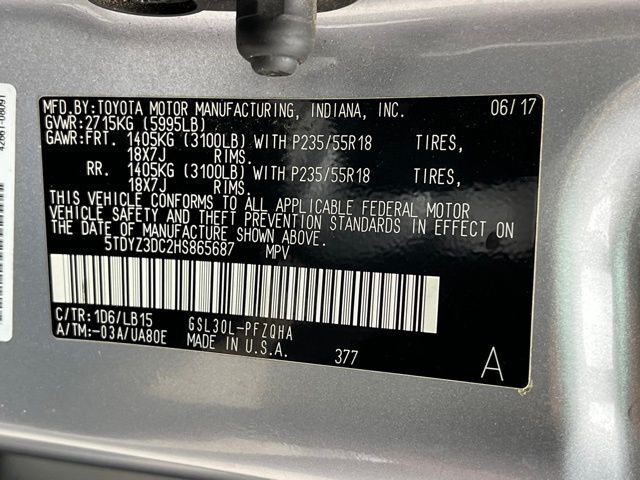 MFD.BY:TOYOTA MOTOR MANUFACTURING, INDIANA, INC. 06/17
GVWR:2715KG (5995LB)
GAWR:FRT. 1405KG (3100LB) WITH P235/55R18 TIRES,
18X7J RIMS.
RR. 1405KG (3100LB) WITH P235/55R18 TIRES,
18X7J RIMS.
THIS VEHICLE CONFORMS TO ALL APPLICABLE FEDERAL MOTOR
VEHICLE SAFETY AND THEFT PREVENTION STANDARDS IN EFFECT ON
THE DATE OF MANUFACTURE SHOWN ABOVE.
5TDYZ3DC2HS865687 MPV
C/TR:1D6/LB15 GSL30L-PFZQHA
A/TM:-03A/UA80E MADE IN U.S.A. 377 A